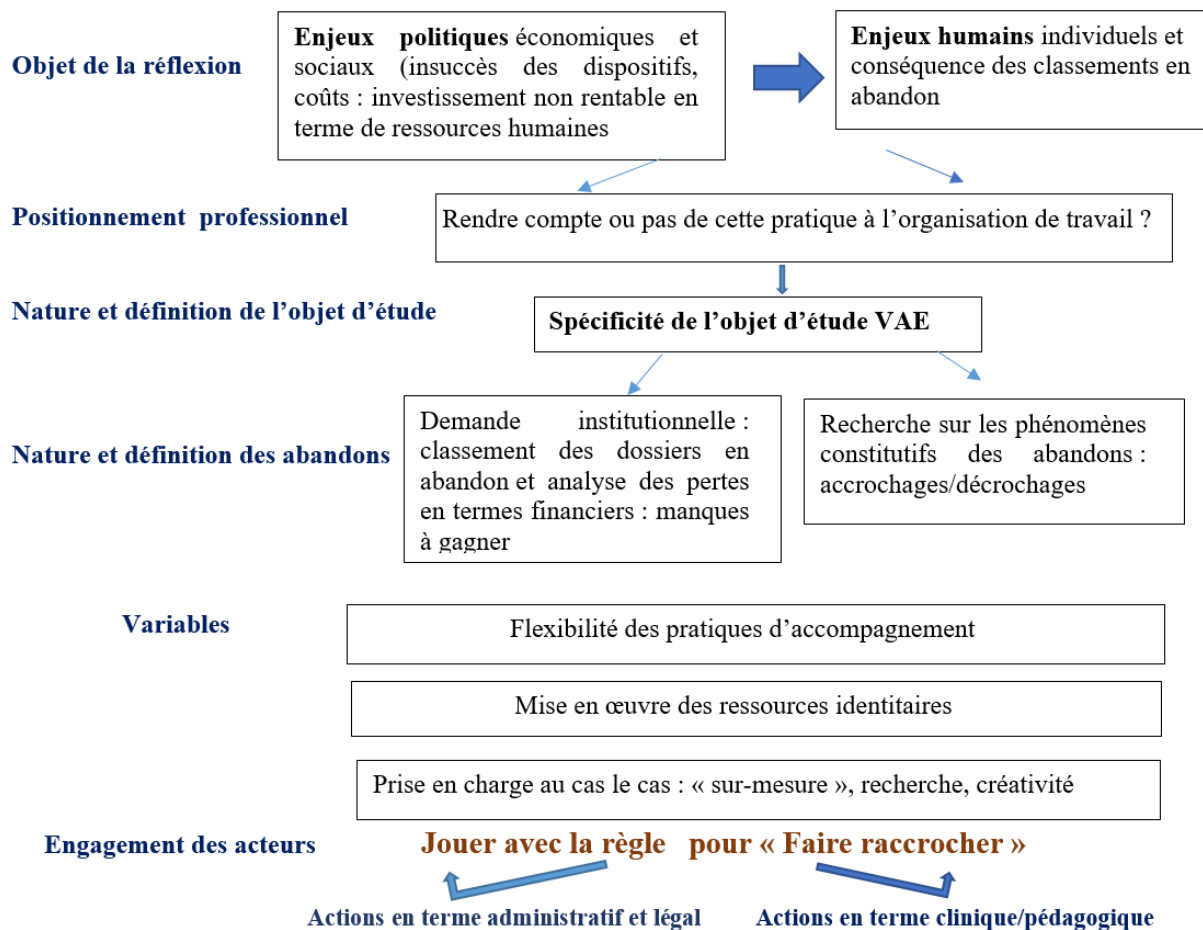 Objet de la réflexion
Enjeux politiques économiques et
sociaux (insuccès des dispositifs,
coûts : investissement non rentable en
terme de ressources humaines
Enjeux humains individuels et
conséquence des classements en
abandon
Positionnement professionnel
Rendre compte ou pas de cette pratique à l’organisation de travail ?
Nature et définition de l’objet d’étude
Spécificité de l’objet d’étude VAE
Nature et définition des abandons
Demande institutionnelle :
classement des dossiers en
abandon et analyse des pertes
en termes financiers : manques
à gagner
Recherche sur les phénomènes
constitutifs des abandons :
accrochages/décrochages
Variables
Flexibilité des pratiques d’accompagnement
Mise en œuvre des ressources identitaires
Prise en charge au cas le cas : « sur-mesure », recherche, créativité
Engagement des acteurs
Jouer avec la règle pour « Faire raccrocher »
Actions en terme administratif et légal
Actions en terme clinique/pédagogique